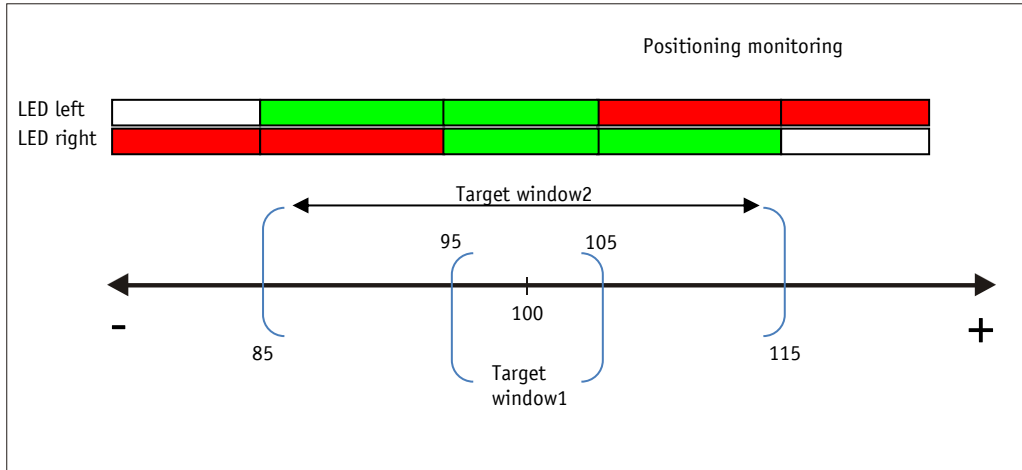 Positioning monitoring
LED left
LED right
Target window2
95
105
100
-
+
85
115
Target
window1